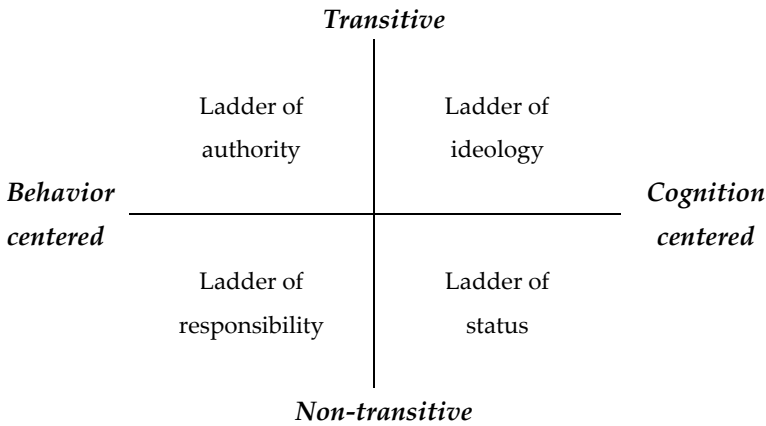 Transitive
Ladder of
authority
Ladder of
ideology
Behavior
centered
Cognition
centered
Ladder of
responsibility
Ladder of
status
Non-transitive